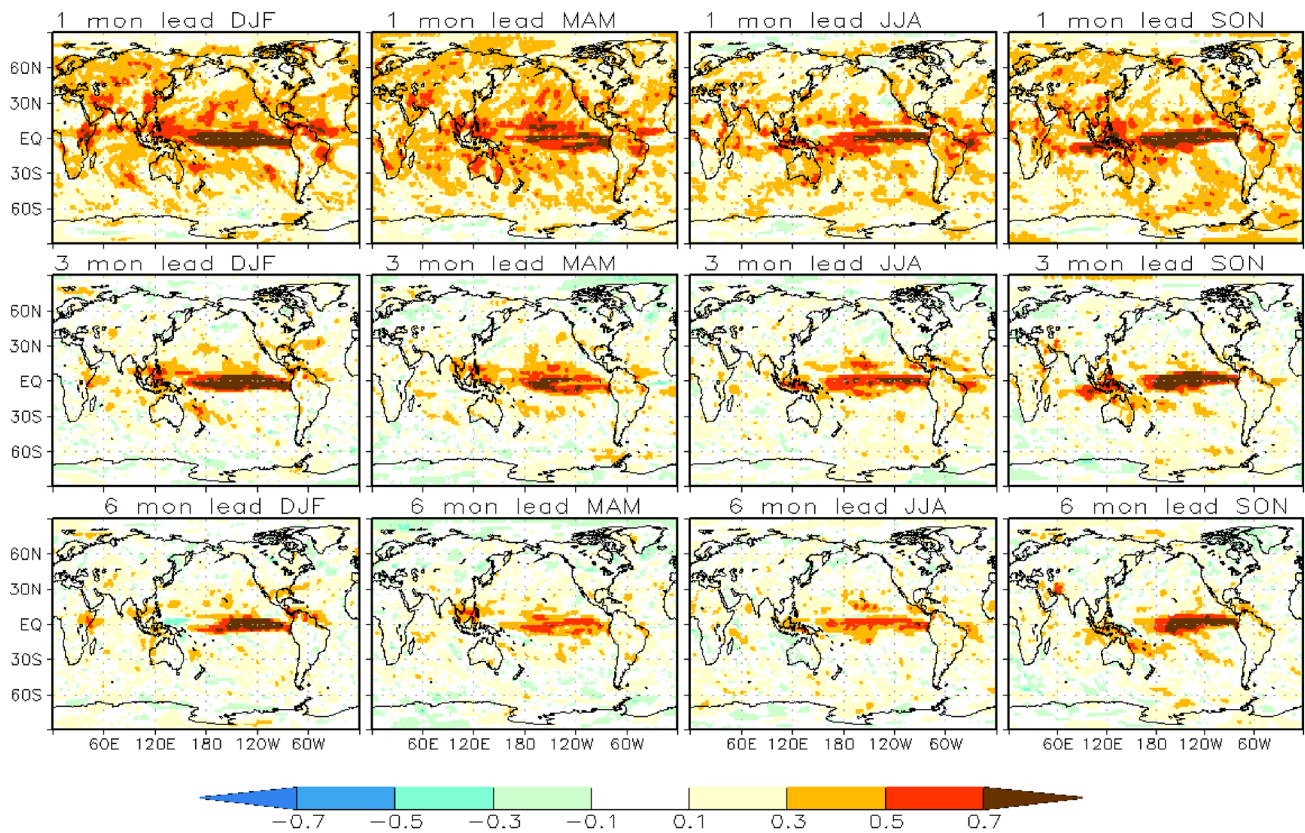 1 mon lead DJF
1 mon lead MAM
1 mon lead JJA
1 mon lead SON
60N
30N
EQ
30S
60S
3 mon lead DJF
3 mon lead MAM
3 mon lead JJA
3 mon lead SON
60N
30N
EQ
30S
60S
6 mon lead DJF
6 mon lead MAM
6 mon lead JJA
6 mon lead SON
60N
30N
EQ
30S
60S
60E 120E 180 120W 60W
60E 120E 180 120W 60W
60E 120E 180 120W 60W
60E 120E 180 120W 60W
-0.7 -0.5 -0.3 -0.1 0.1 0.3 0.5 0.7